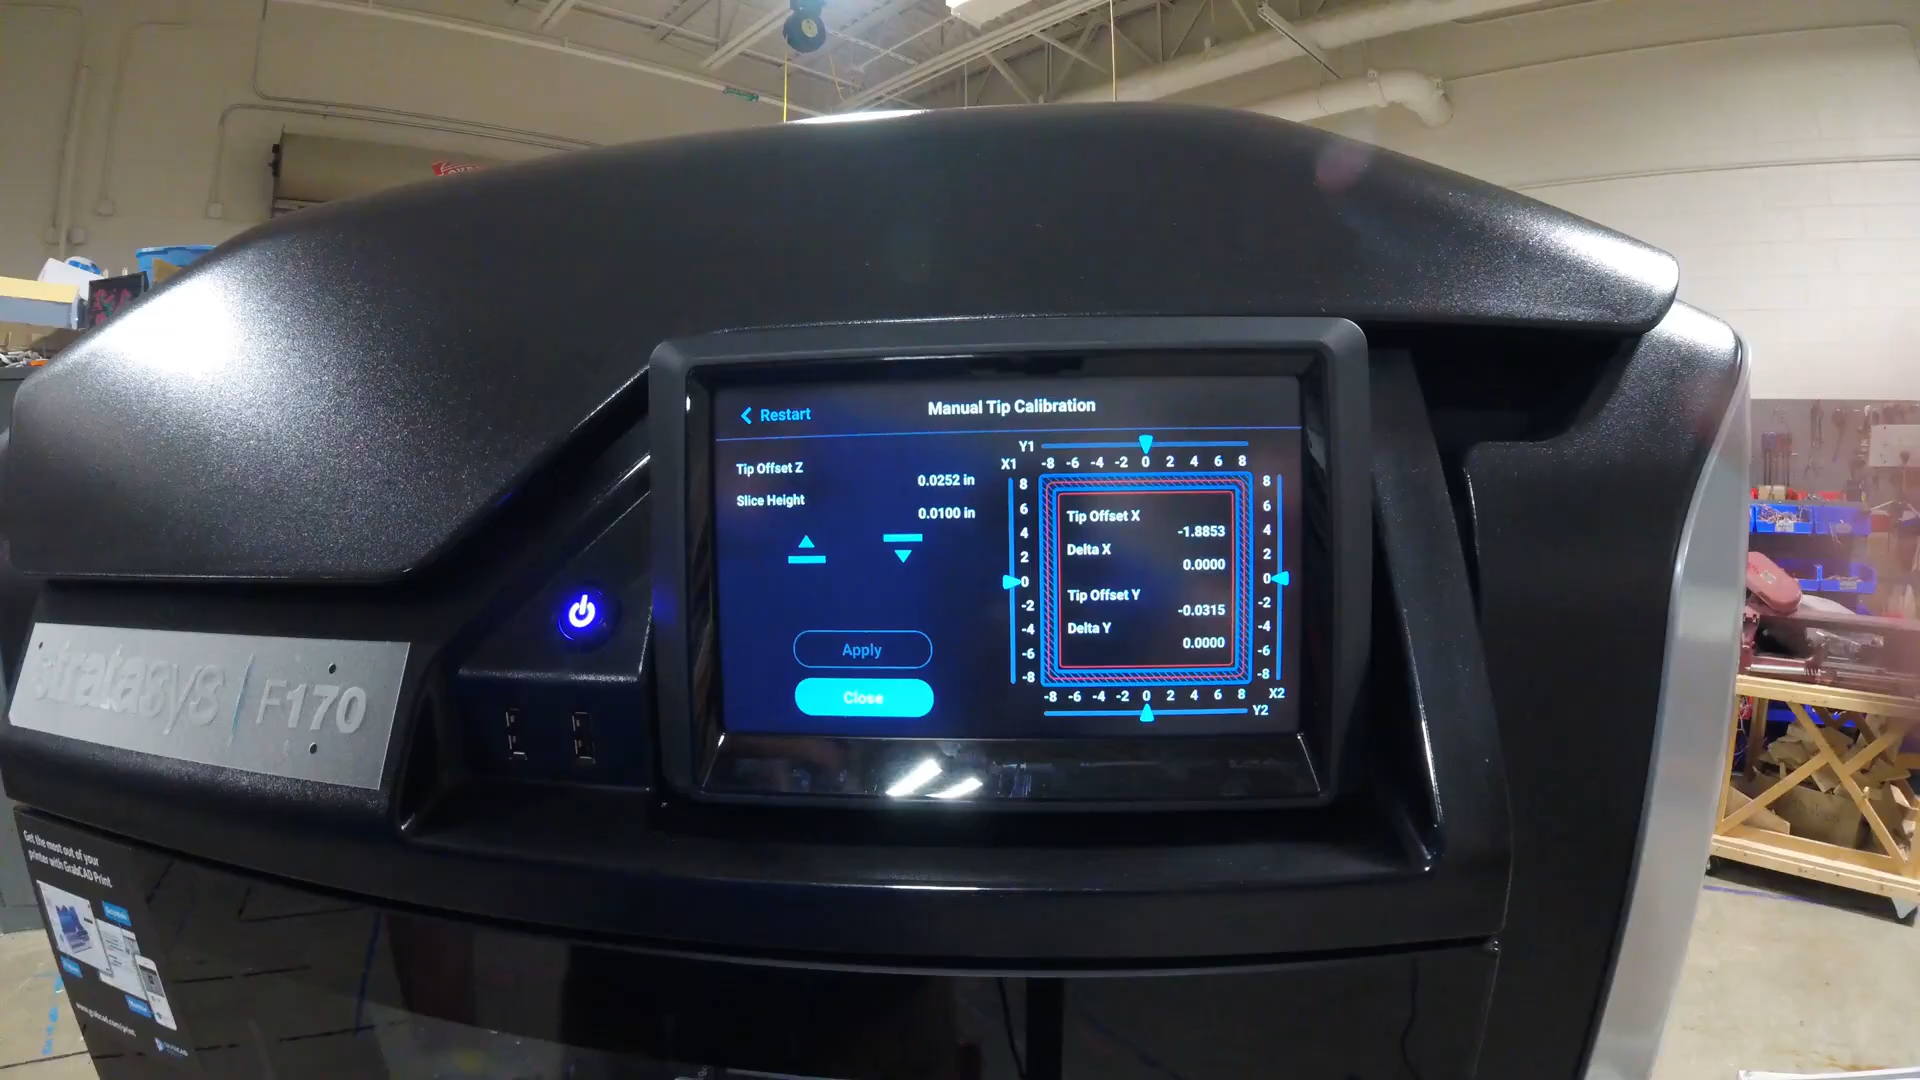 Restart
Manual Tip Calibration
Tip Offset Z
0.0252 in
Slice Height
0.0100 in
Apply
Close
Y1
-8 -6 -4 -2 0 2 4 6 8
X1
8
6
4
2
0
-2
-4
-6
-8
Tip Offset X
-1.8853
Delta X
0.0000
Tip Offset Y
-0.0315
Delta Y
0.0000
8
6
4
2
0
-2
-4
-6
-8
-8 -6 -4 -2 0 2 4 6 8
X2
Y2
stratasys | F170
Get the most out of your
printer with GrabCAD Print.
www.grabcad.com/print.